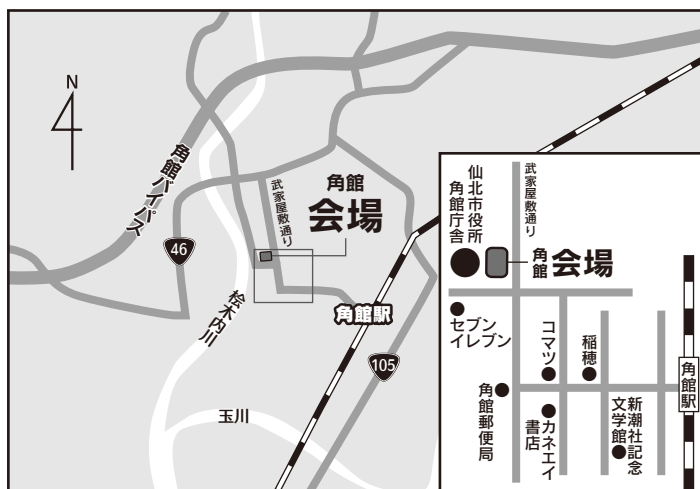 N
角館バイパス
46
武家屋敷通り
角館
会場
桧木内川
角館駅
105
玉川
仙北市役所
角館庁舎
武家屋敷通り
角館
会場
セブン
イレブン
コマツ
稲穂
角館駅
角館郵便局
カネエイ
書店
新潮社記念
文学館